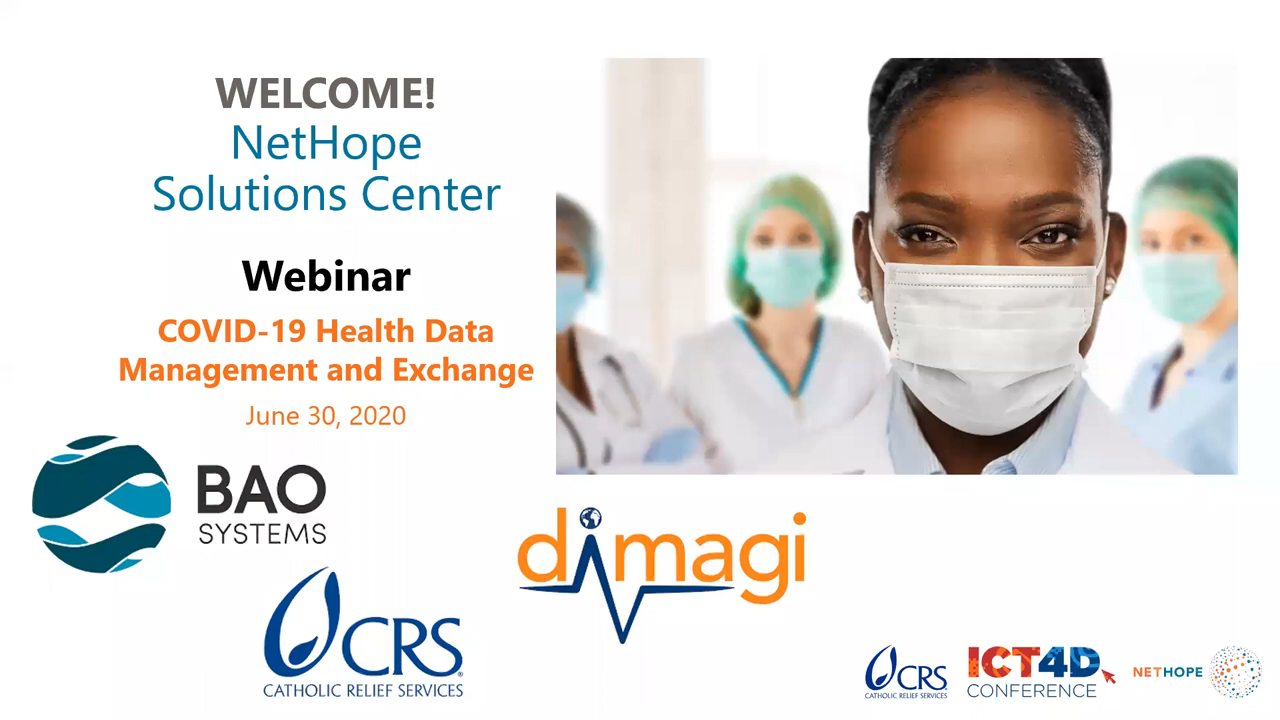 WELCOME!
NetHope
Solutions Center
Webinar
COVID-19 Health Data
Management and Exchange
June 30, 2020
BAO
SYSTEMS
CRS
CATHOLIC RELIEF SERVICES
dimagi
CRS
CATHOLIC RELIEF SERVICES
ICT4D
CONFERENCE
NETHOPE